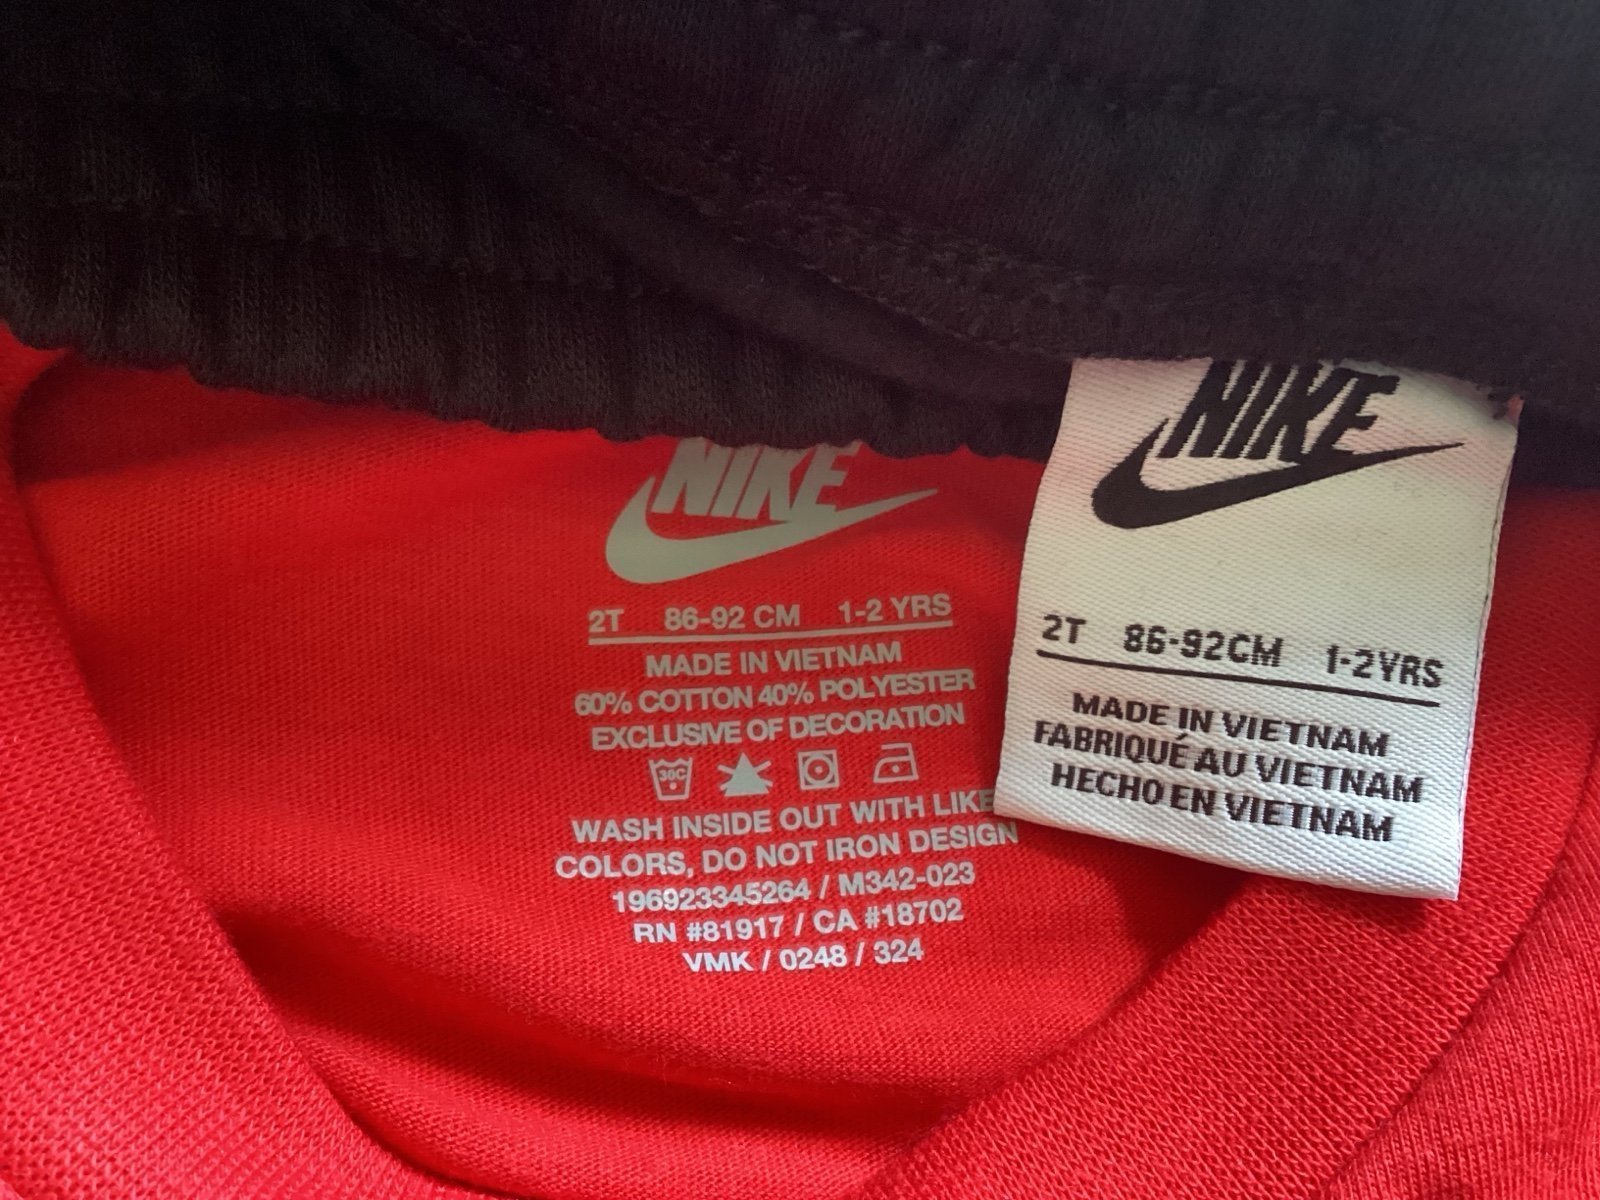 NIKE
2T 86-92 CM 1-2 YRS
MADE IN VIETNAM
60% COTTON 40% POLYESTER
EXCLUSIVE OF DECORATION
30C
WASH INSIDE OUT WITH LIKE
COLORS, DO NOT IRON DESIGN
196923345264 / M342-023
RN #81917 / CA #18702
VMK / 0248 / 324
NIKE
2T 86-92CM 1-2YRS
MADE IN VIETNAM
FABRIQUÉ AU VIETNAM
HECHO EN VIETNAM